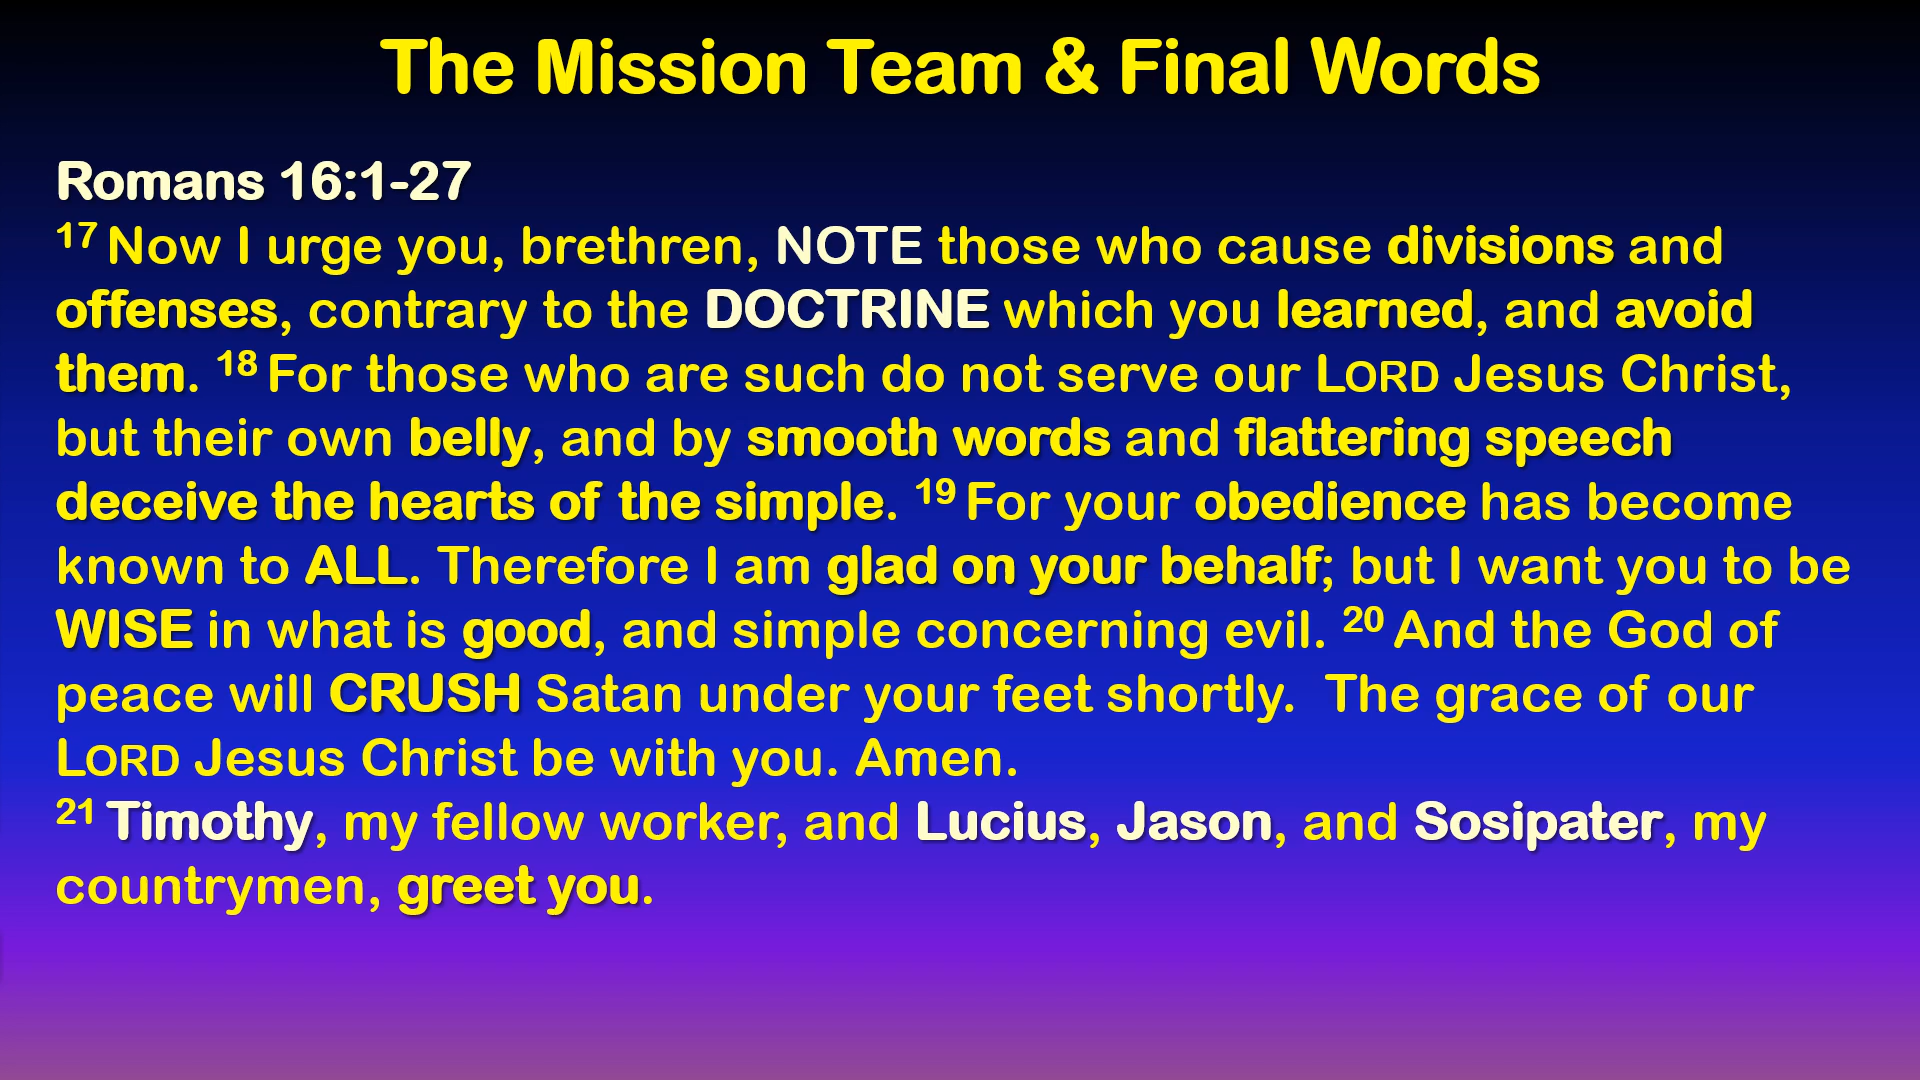 The Mission Team & Final Words
Romans 16:1-27
17 Now I urge you, brethren, NOTE those who cause divisions and
offenses, contrary to the DOCTRINE which you learned, and avoid
them. 18 For those who are such do not serve our LORD Jesus Christ,
but their own belly, and by smooth words and flattering speech
deceive the hearts of the simple. 19 For your obedience has become
known to ALL. Therefore I am glad on your behalf; but I want you to be
WISE in what is good, and simple concerning evil. 20 And the God of
peace will CRUSH Satan under your feet shortly.  The grace of our
LORD Jesus Christ be with you. Amen.
21 Timothy, my fellow worker, and Lucius, Jason, and Sosipater, my
countrymen, greet you.